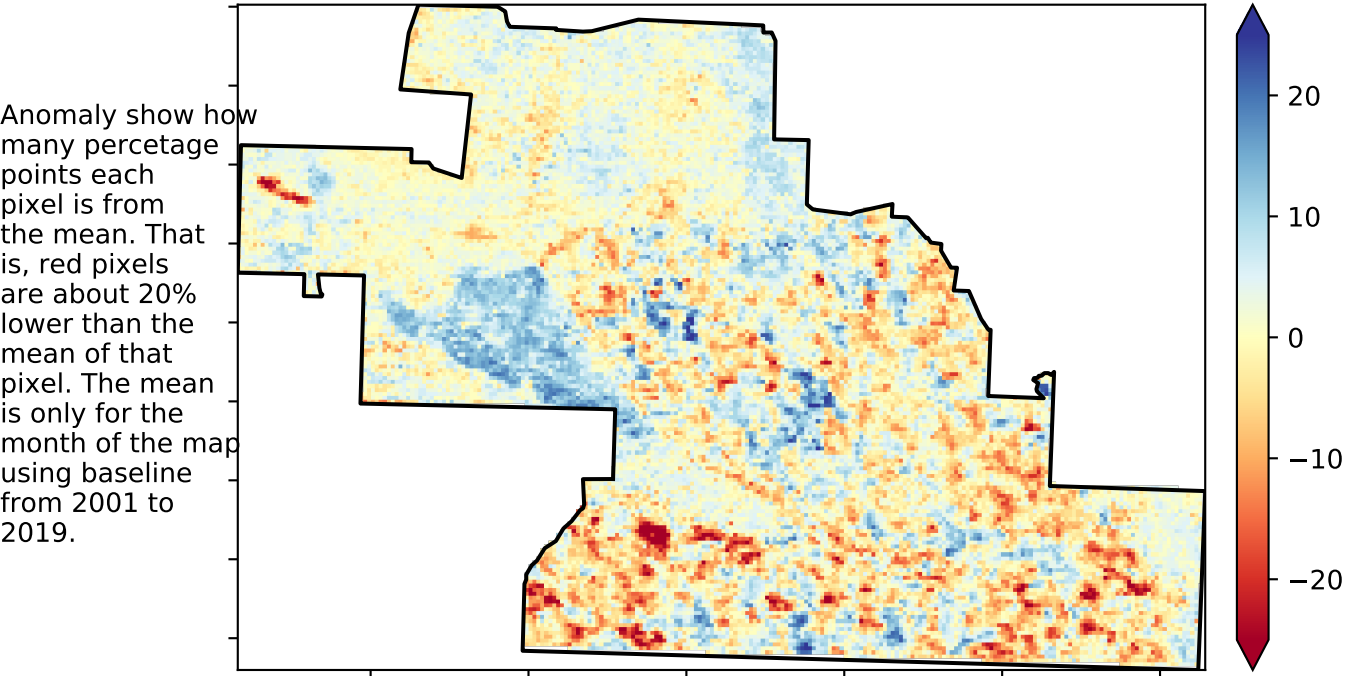 Anomaly show how
many percetage
points each
pixel is from
the mean. That
is, red pixels
are about 20%
lower than the
mean of that
pixel. The mean
is only for the
month of the map
using baseline
from 2001 to
2019.
20
10
0
−10
−20